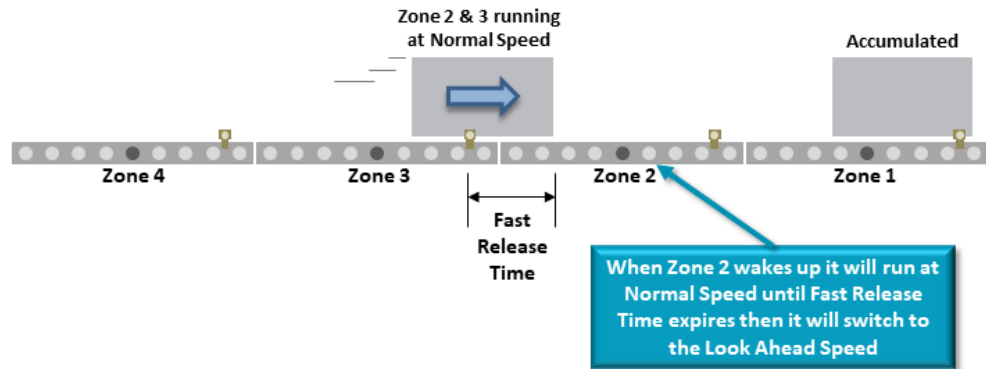 Zone 2 & 3 running
at Normal Speed
Accumulated
Zone 4
Zone 3
Zone 2
Zone 1
Fast
Release
Time
When Zone 2 wakes up it will run at
Normal Speed until Fast Release
Time expires then it will switch to
the Look Ahead Speed